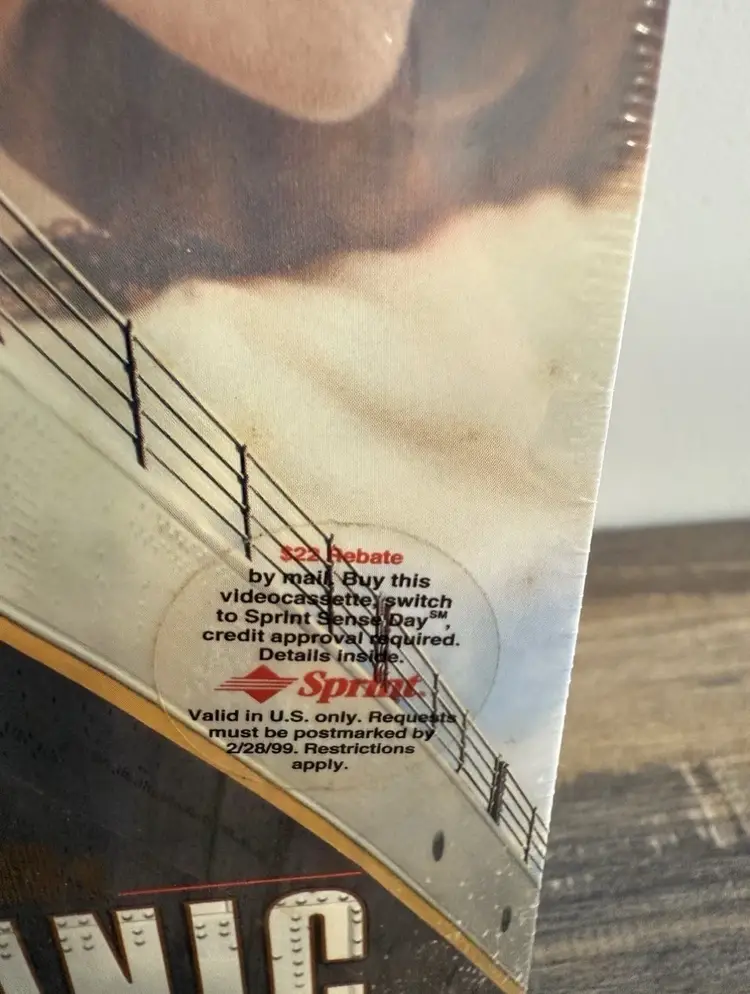 $22 Rebate
by mail. Buy this
videocassette, switch
to Sprint Sense Day℠,
credit approval required.
Details inside.
Sprint.
Valid in U.S. only. Requests
must be postmarked by
2/28/99. Restrictions
apply.
ANIC